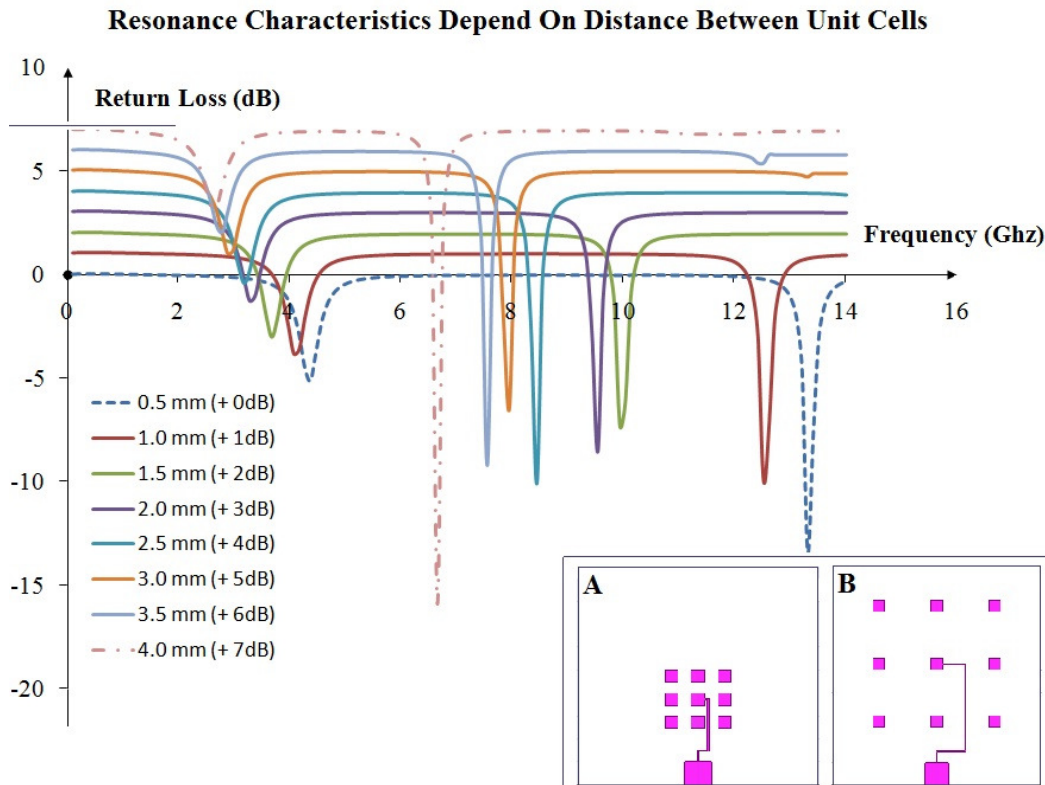 Resonance Characteristics Depend On Distance Between Unit Cells
10
Return Loss (dB)
5
Frequency (Ghz)
0
0 2 4 6 8 10 12 14 16
-5
0.5 mm (+ 0dB)
1.0 mm (+ 1dB)
1.5 mm (+ 2dB)
-10
2.0 mm (+ 3dB)
2.5 mm (+ 4dB)
3.0 mm (+ 5dB)
-15
3.5 mm (+ 6dB)
4.0 mm (+ 7dB)
-20
A
B